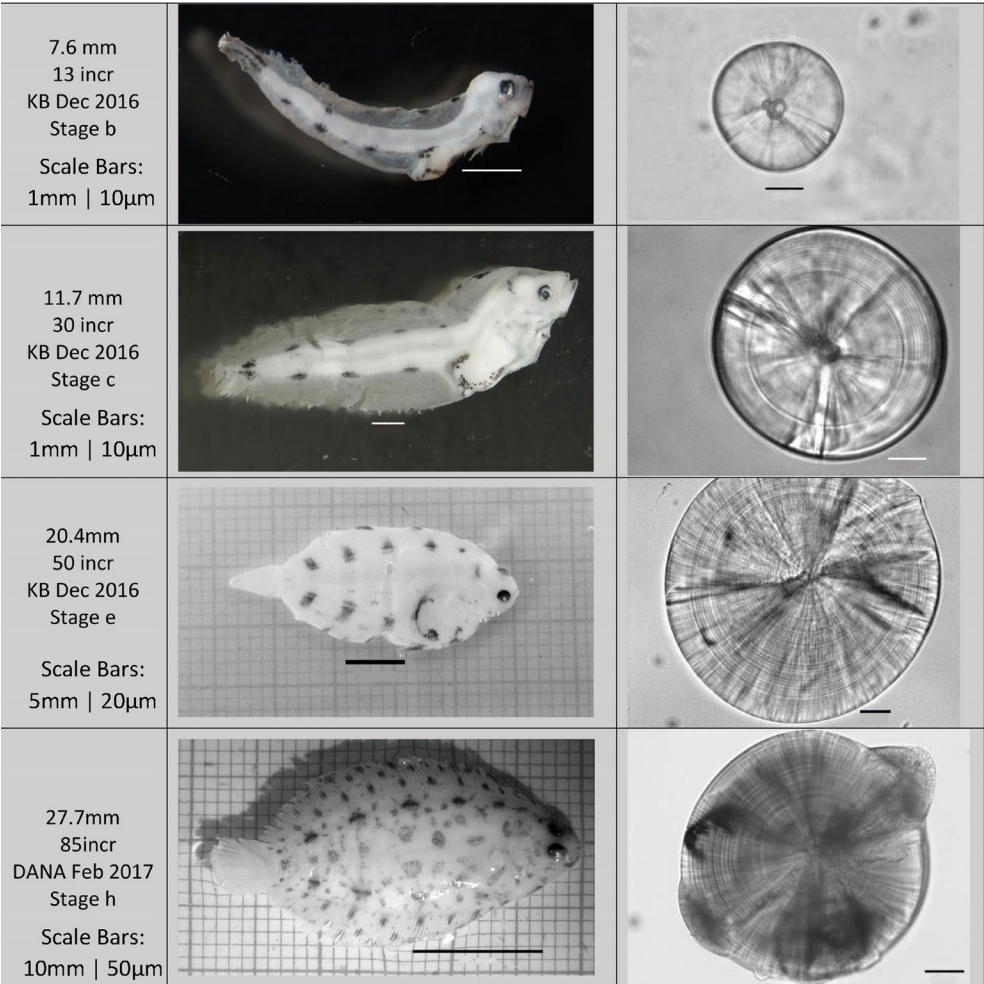 7.6 mm
13 incr
KB Dec 2016
Stage b
Scale Bars:
1mm | 10µm
11.7 mm
30 incr
KB Dec 2016
Stage c
Scale Bars:
1mm | 10µm
20.4mm
50 incr
KB Dec 2016
Stage e
Scale Bars:
5mm | 20µm
27.7mm
85incr
DANA Feb 2017
Stage h
Scale Bars:
10mm | 50µm